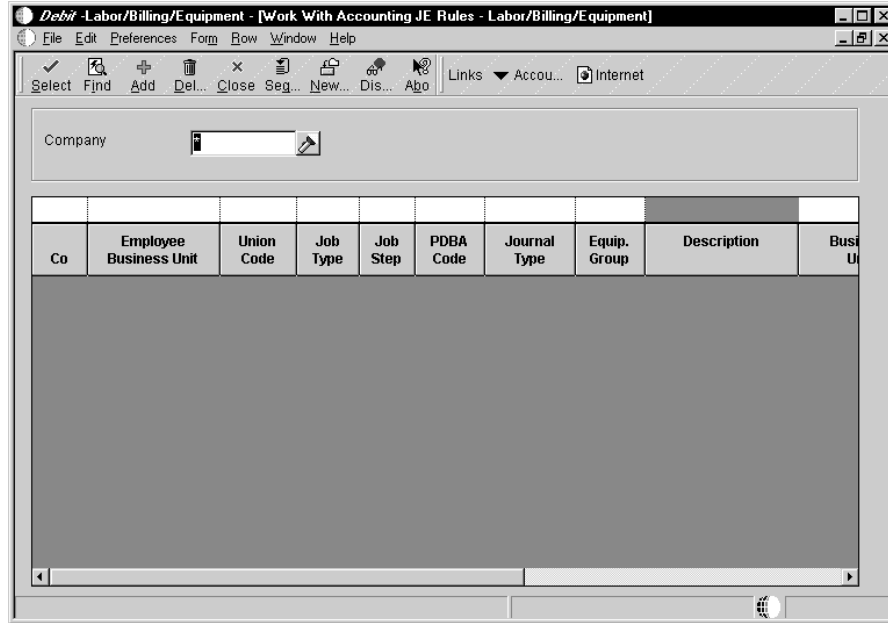 Debit -Labor/Billing/Equipment - [Work With Accounting JE Rules - Labor/Billing/Equipment]
File Edit Preferences Form Row Window Help
Select Find Add Del... Close Seq... New... Dis... Abo Links Accou... Internet
Company *
Co Employee Business Unit Union Code Job Type Job Step PDBA Code Journal Type Equip. Group Description Busi U